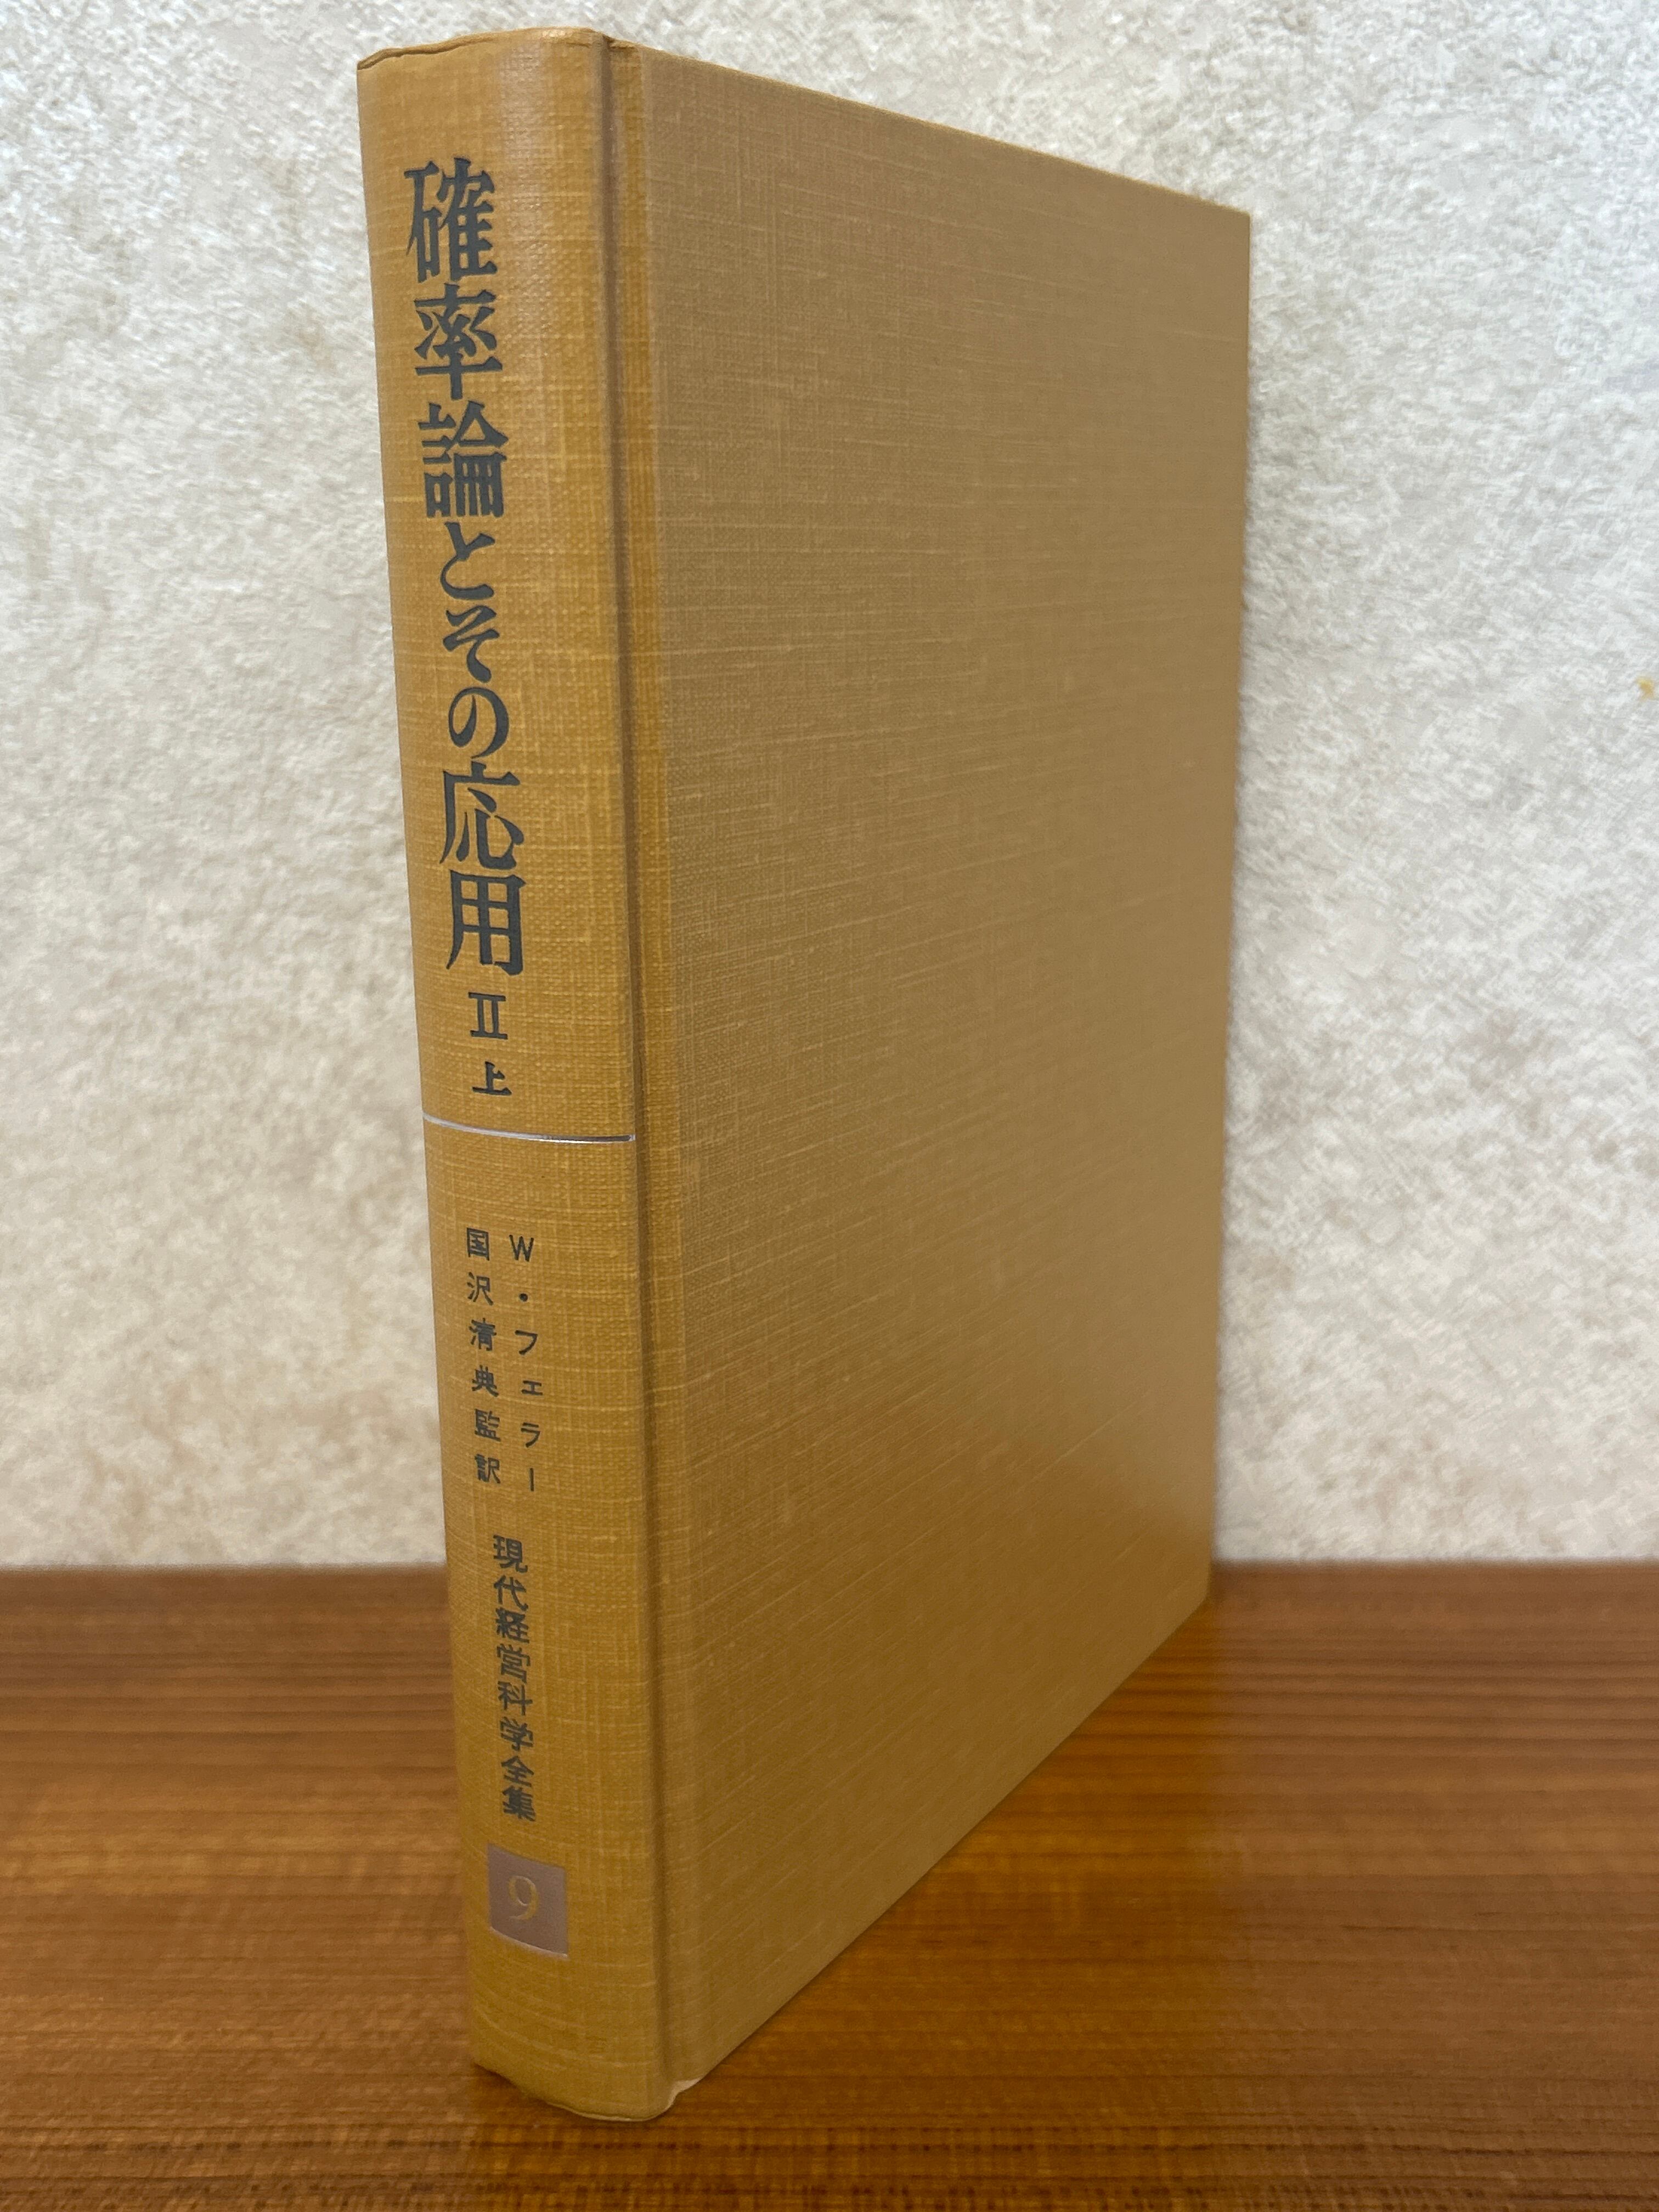 確率論とその応用 II 上
W・フェラー
国沢清典監訳
現代経営科学全集
9